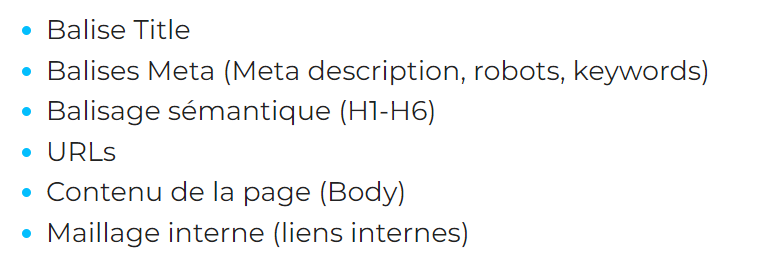 Balise Title
Balises Meta (Meta description, robots, keywords)
Balisage sémantique (H1-H6)
URLs
Contenu de la page (Body)
Maillage interne (liens internes)